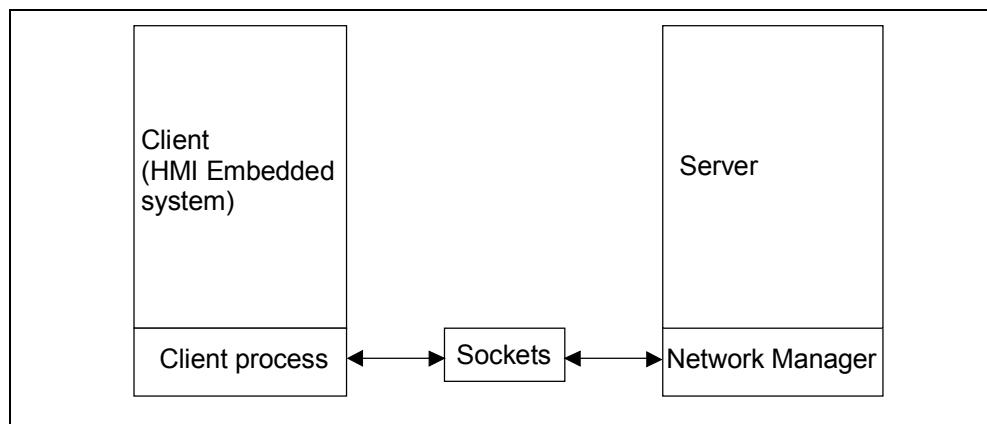 Client
(HMI Embedded
system)
Server
Client process
Sockets
Network Manager